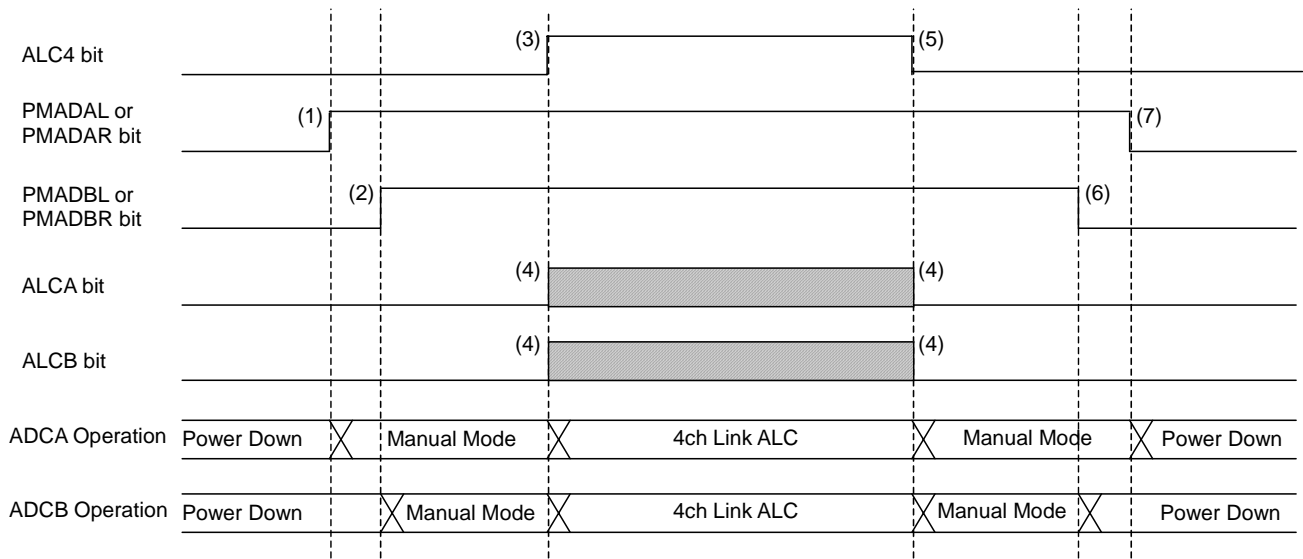 ALC4 bit
(3)
(5)
PMADAL or
PMADAR bit
(1)
(7)
PMADBL or
PMADBR bit
(2)
(6)
ALCA bit
(4)
(4)
ALCB bit
(4)
(4)
ADCA Operation
Power Down
Manual Mode
4ch Link ALC
Manual Mode
Power Down
ADCB Operation
Power Down
Manual Mode
4ch Link ALC
Manual Mode
Power Down